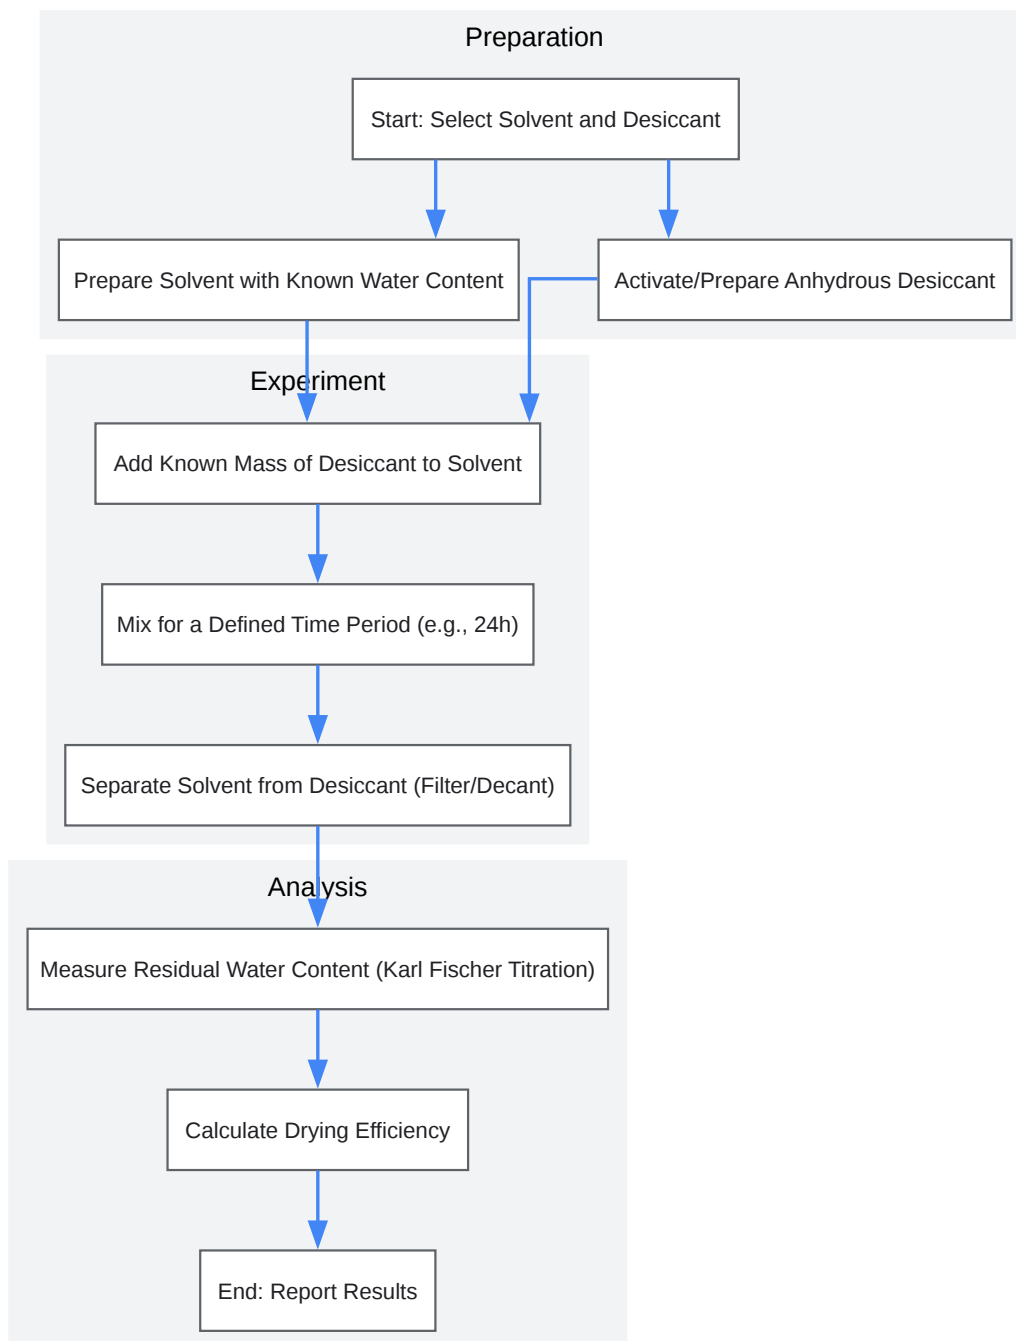 Preparation
Start: Select Solvent and Desiccant
Prepare Solvent with Known Water Content
Activate/Prepare Anhydrous Desiccant
Experiment
Add Known Mass of Desiccant to Solvent
Mix for a Defined Time Period (e.g., 24h)
Separate Solvent from Desiccant (Filter/Decant)
Analysis
Measure Residual Water Content (Karl Fischer Titration)
Calculate Drying Efficiency
End: Report Results